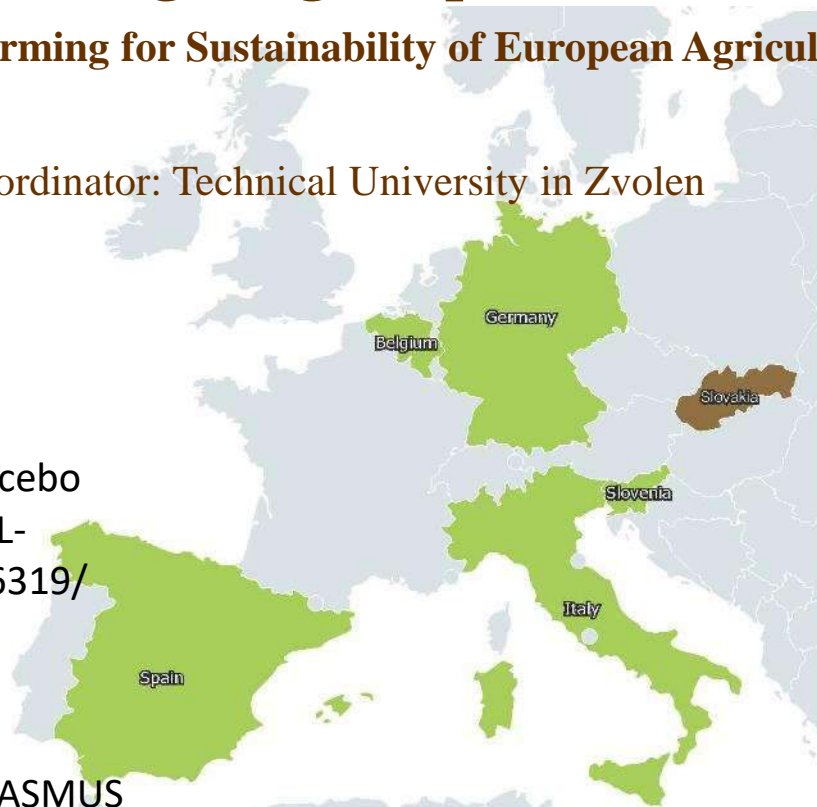 rming for Sustainability of European Agricul
ordinator: Technical University in Zvolen
Germany
Belgium
Slovakia
cebo
Slovenia
L-
6319/
Italy
Spain
ASMUS